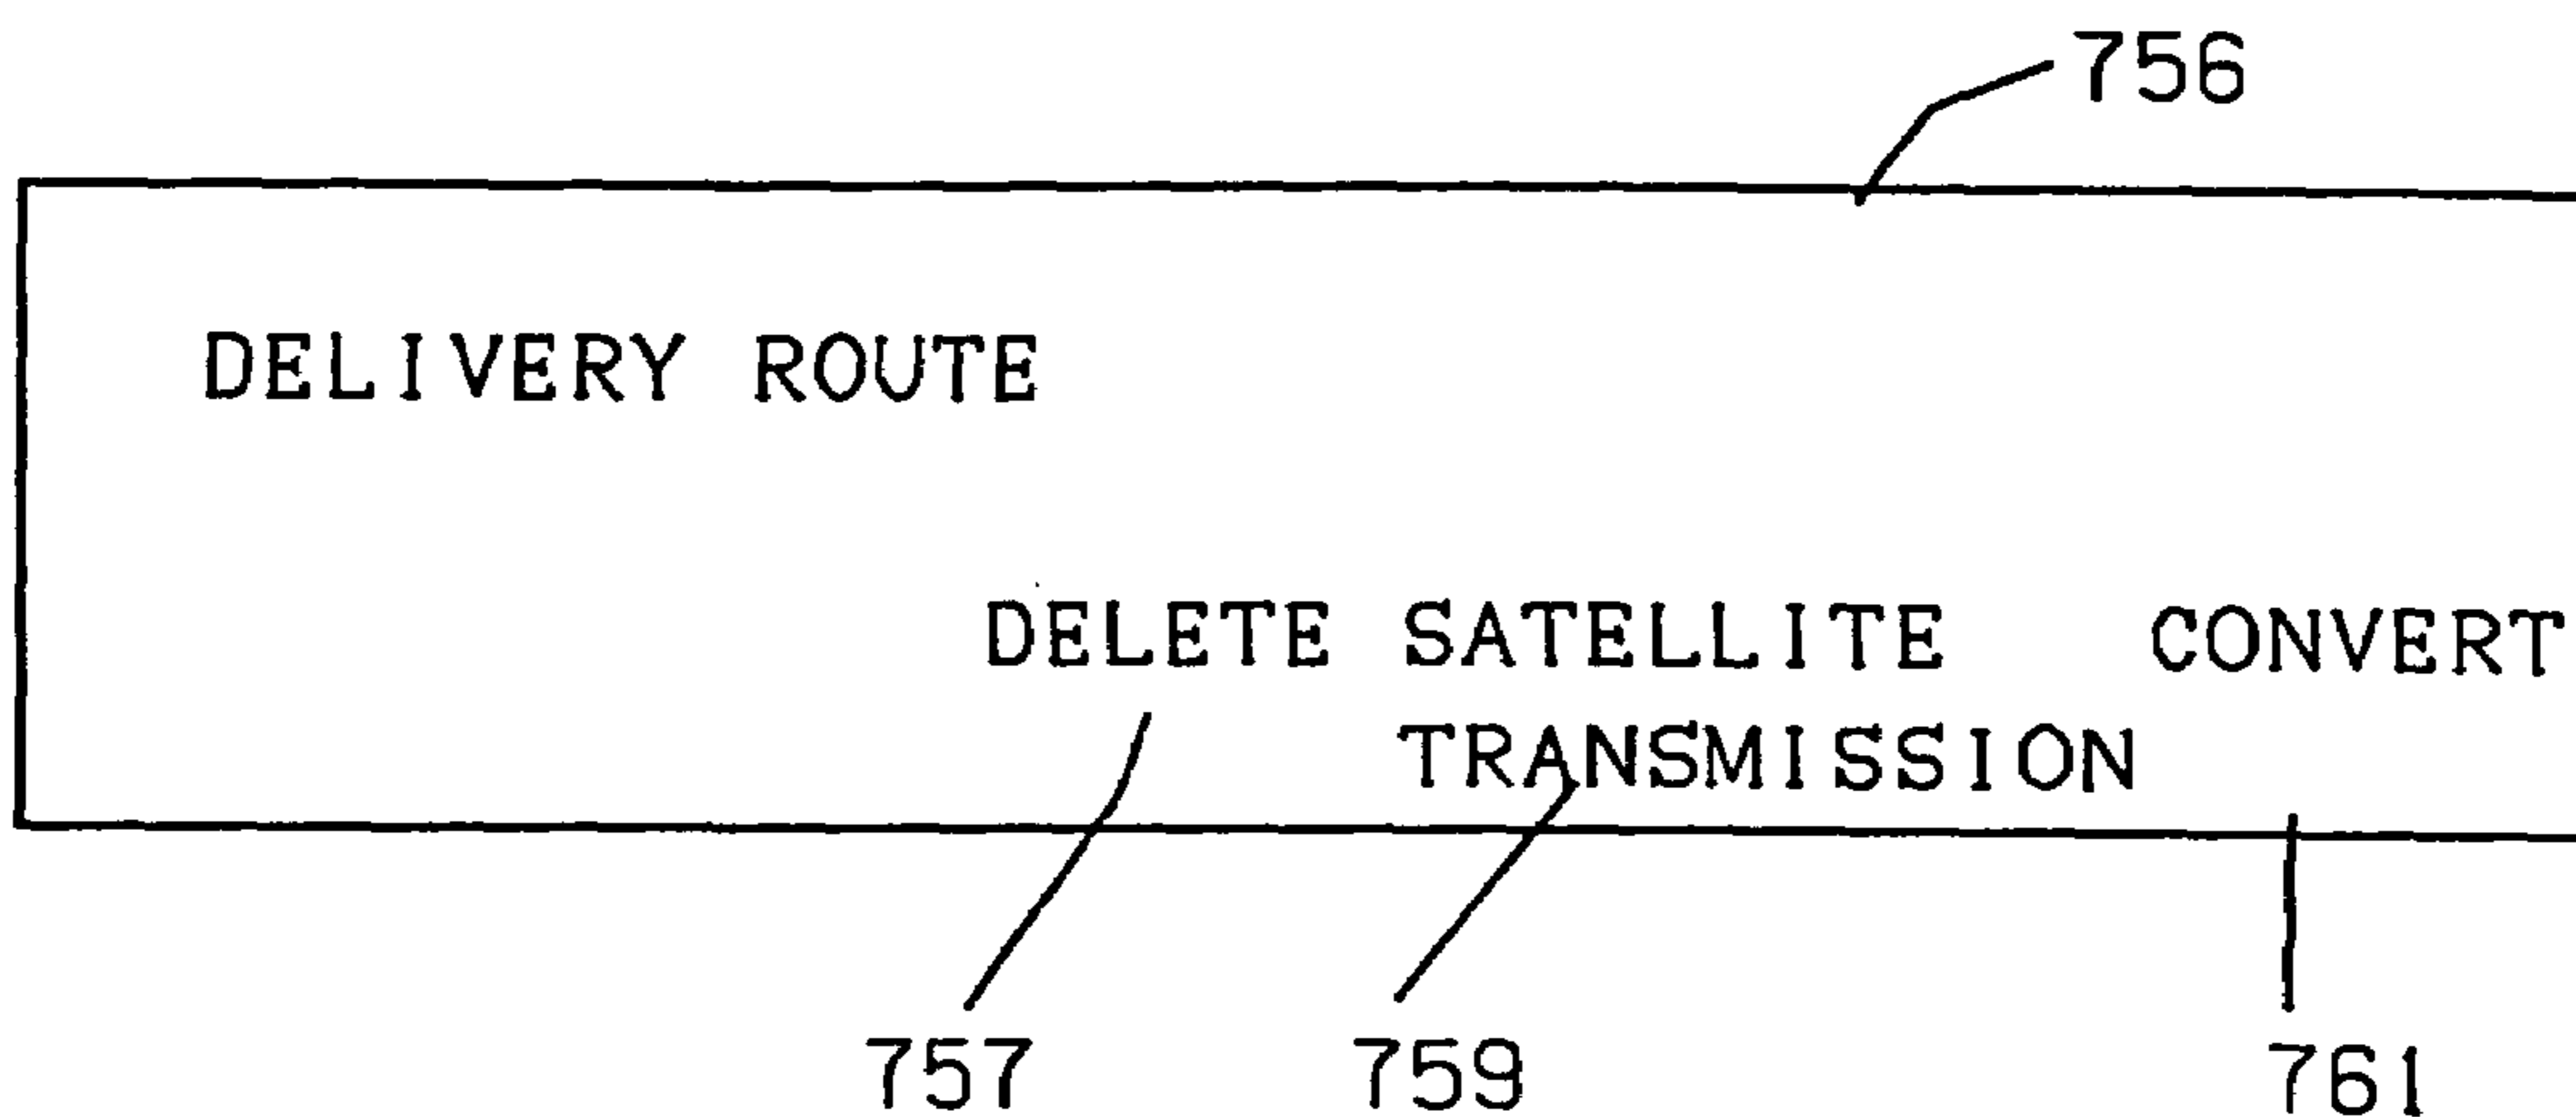 756
DELIVERY ROUTE
DELETE SATELLITE CONVERT
TRANSMISSION
757 759 761